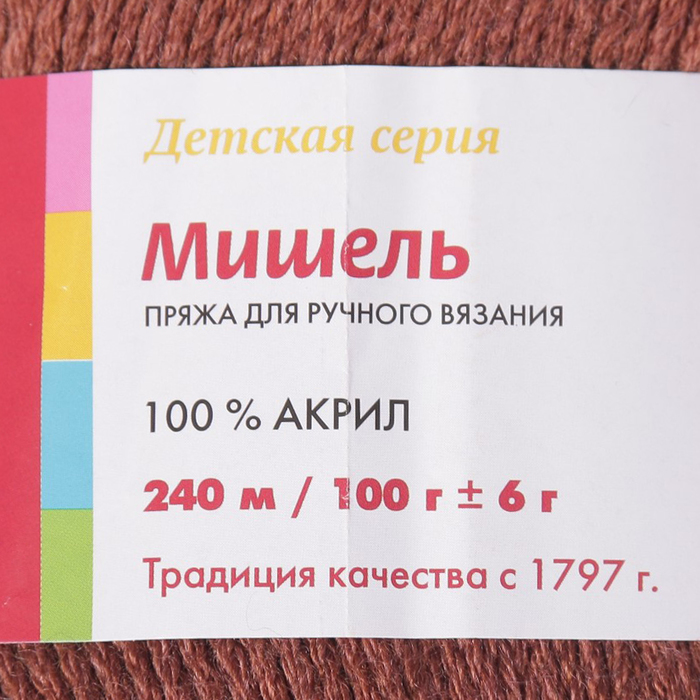 Детская серия
Мишель
ПРЯЖА ДЛЯ РУЧНОГО ВЯЗАНИЯ
100 % АКРИЛ
240 м / 100 г ± 6 г
Традиция качества с 1797 г.